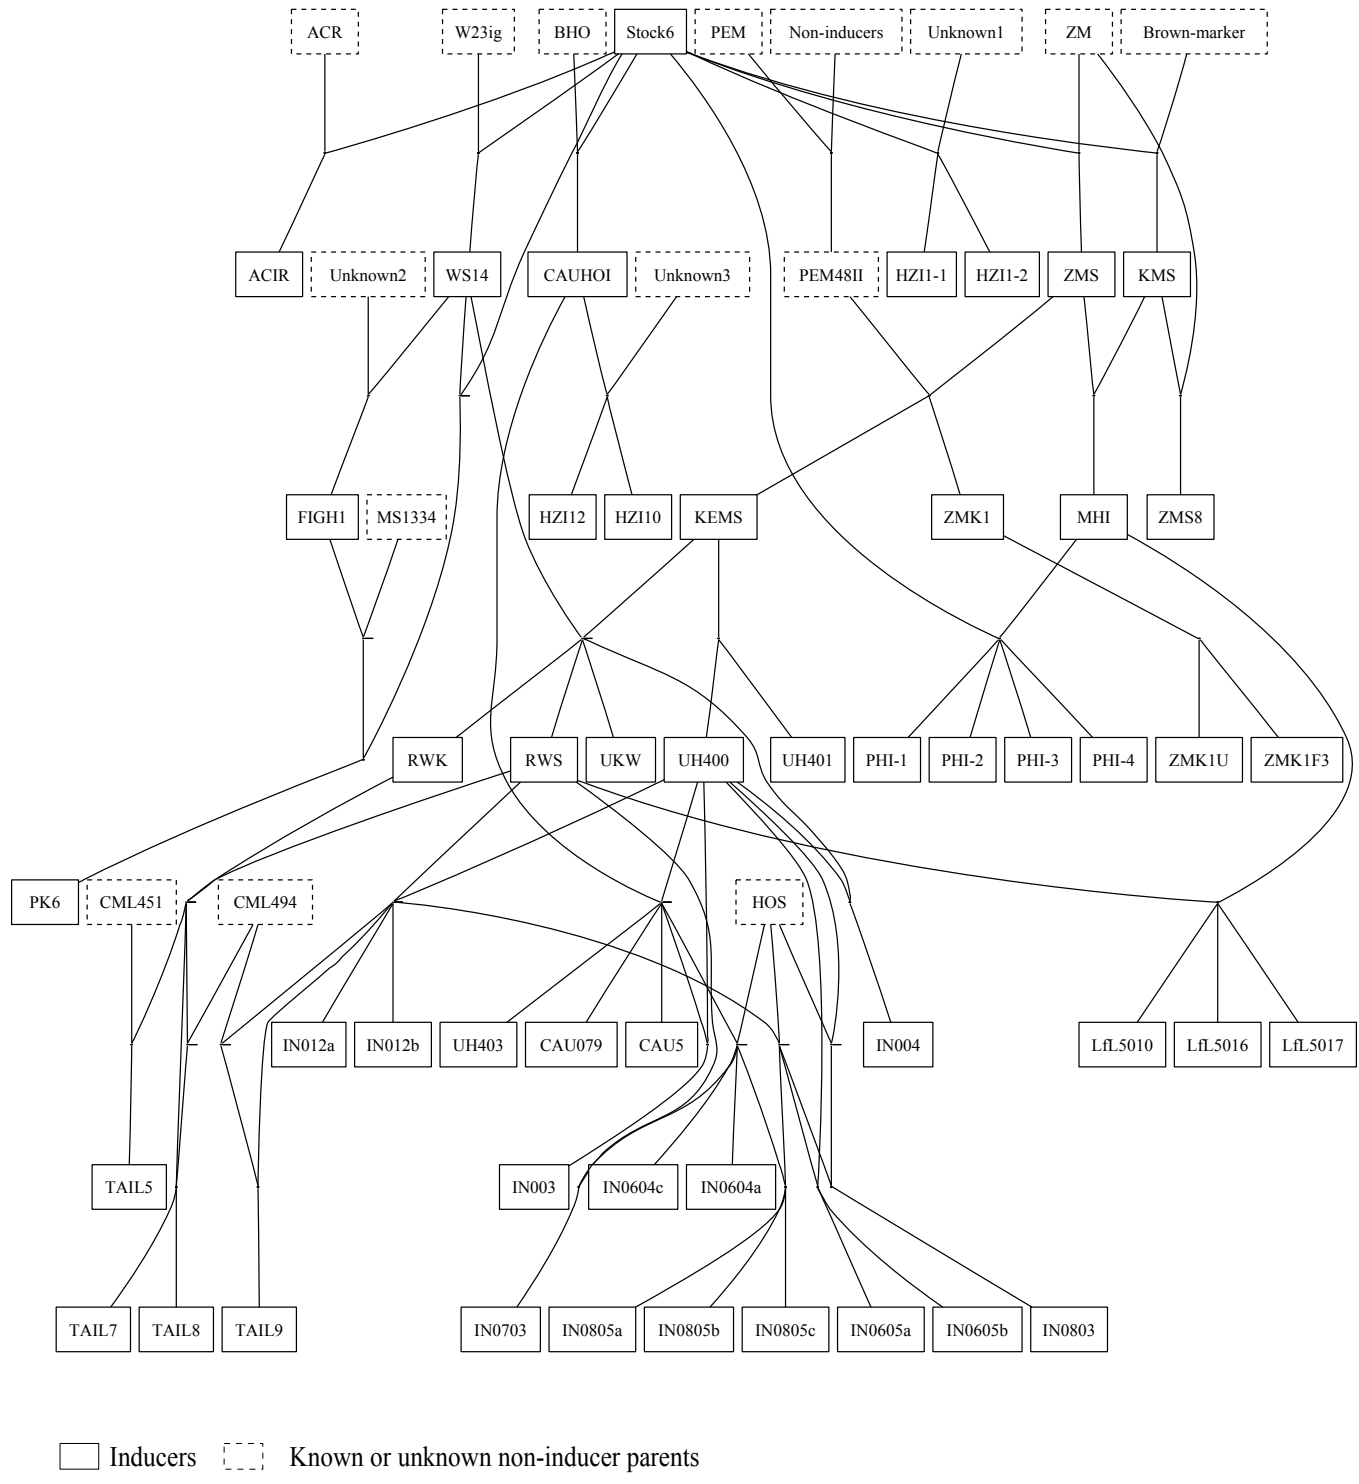 ACR W23ig BHO Stock6 PEM Non-inducers Unknown1 ZM Brown-marker
ACIR Unknown2 WS14 CAUHOI Unknown3 PEM48II HZI1-1 HZI1-2 ZMS KMS
FIGH1 MS1334 HZI12 HZI10 KEMS ZMK1 MHI ZMS8
RWK RWS UKW UH400 UH401 PHI-1 PHI-2 PHI-3 PHI-4 ZMK1U ZMK1F3
PK6 CML451 CML494 HOS
IN012a IN012b UH403 CAU079 CAU5 IN004 LfL5010 LfL5016 LfL5017
TAIL5 IN003 IN0604c IN0604a
TAIL7 TAIL8 TAIL9 IN0703 IN0805a IN0805b IN0805c IN0605a IN0605b IN0803
Inducers Known or unknown non-inducer parents